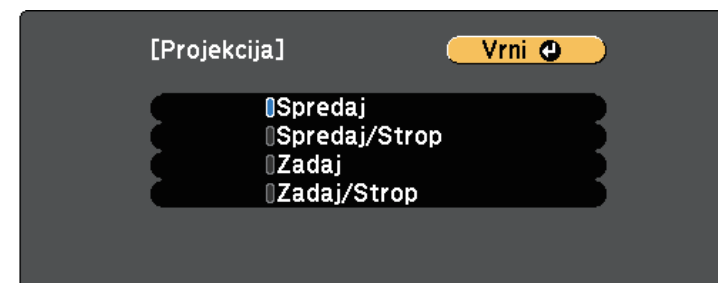 [Projekcija] Vrni
Spredaj
Spredaj/Strop
Zadaj
Zadaj/Strop